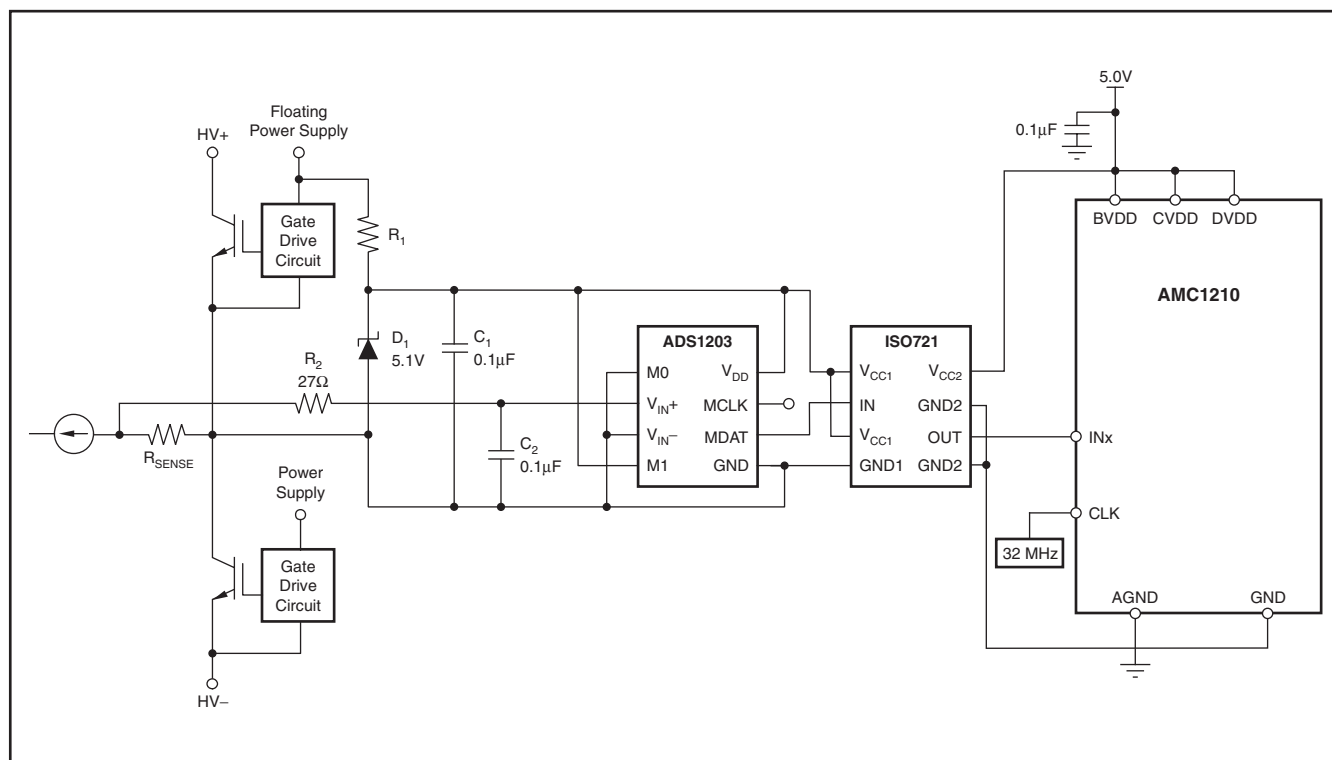 5.0V
0.1µF
Floating
Power Supply
HV+
Gate
Drive
Circuit
R1
BVDD CVDD DVDD
AMC1210
D1
5.1V
C1
0.1µF
R2
27Ω
ADS1203
M0
VIN+
VIN−
M1
VDD
MCLK
MDAT
GND
ISO721
VCC1
IN
VCC1
GND1
VCC2
GND2
OUT
GND2
INx
RSENSE
C2
0.1µF
Power
Supply
Gate
Drive
Circuit
HV−
CLK
32 MHz
AGND
GND